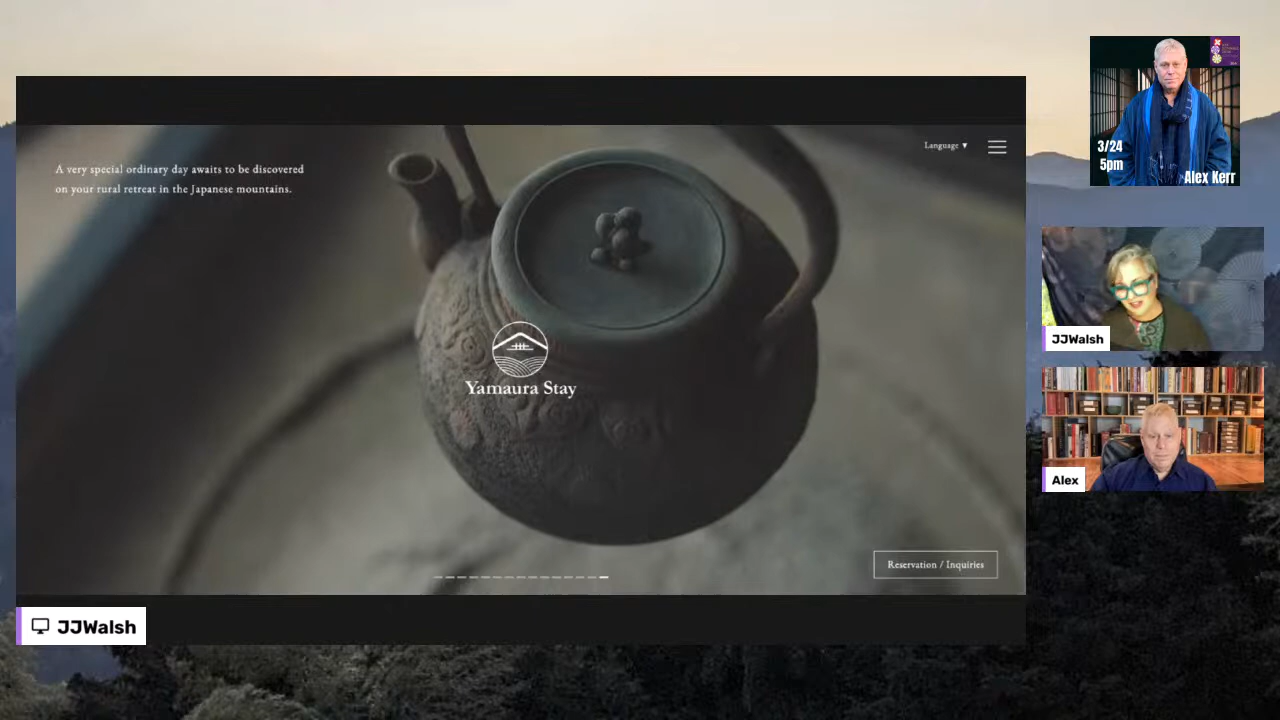 A very special ordinary day awaits to be discovered
on your rural retreat in the Japanese mountains.
Language ▼
Yamaura Stay
Reservation / Inquiries
JJWalsh
3/24
5pm
Alex Kerr
JJWalsh
Alex